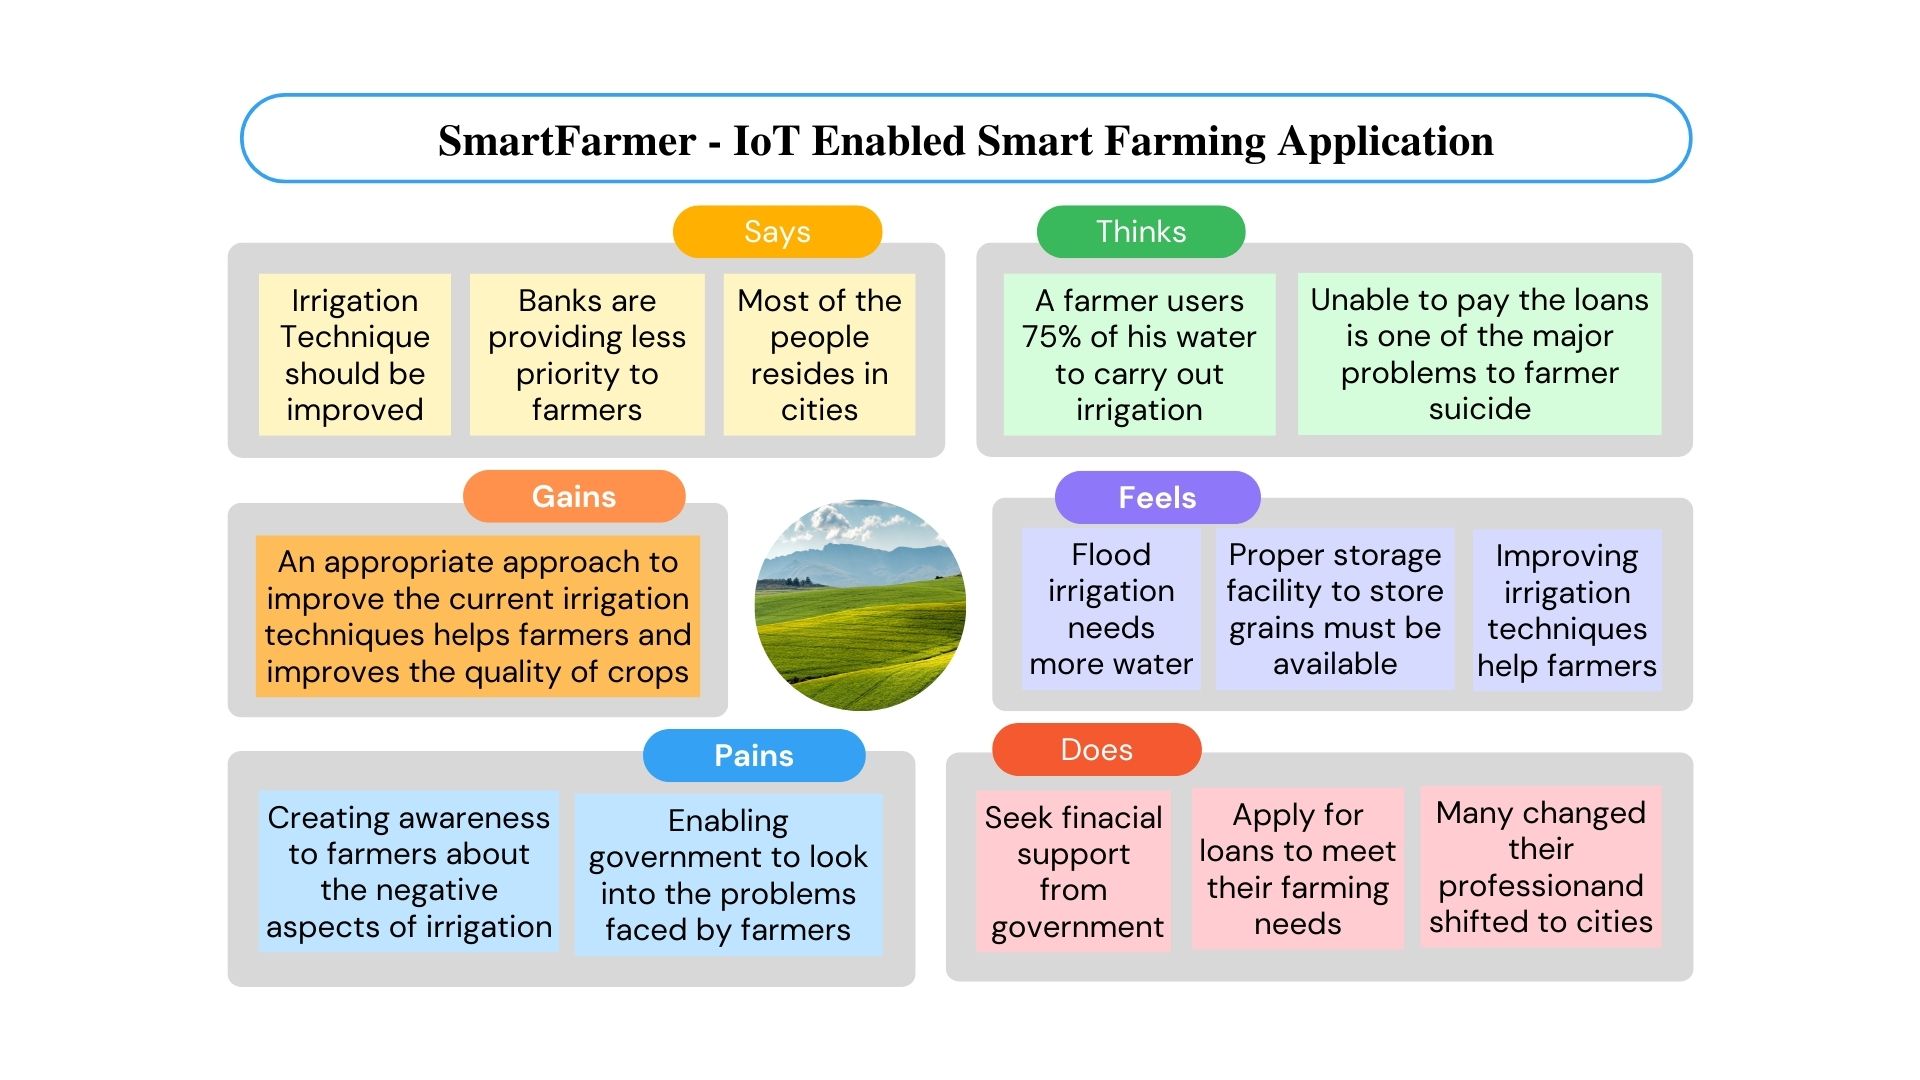 SmartFarmer - IoT Enabled Smart Farming Application
Says
Irrigation
Technique
should be
improved
Banks are
providing less
priority to
farmers
Most of the
people
resides in
cities
Thinks
A farmer users
75% of his water
to carry out
irrigation
Unable to pay the loans
is one of the major
problems to farmer
suicide
Gains
An appropriate approach to
improve the current irrigation
techniques helps farmers and
improves the quality of crops
Feels
Flood
irrigation
needs
more water
Proper storage
facility to store
grains must be
available
Improving
irrigation
techniques
help farmers
Pains
Creating awareness
to farmers about
the negative
aspects of irrigation
Enabling
government to look
into the problems
faced by farmers
Does
Seek finacial
support
from
government
Apply for
loans to meet
their farming
needs
Many changed
their
professionand
shifted to cities